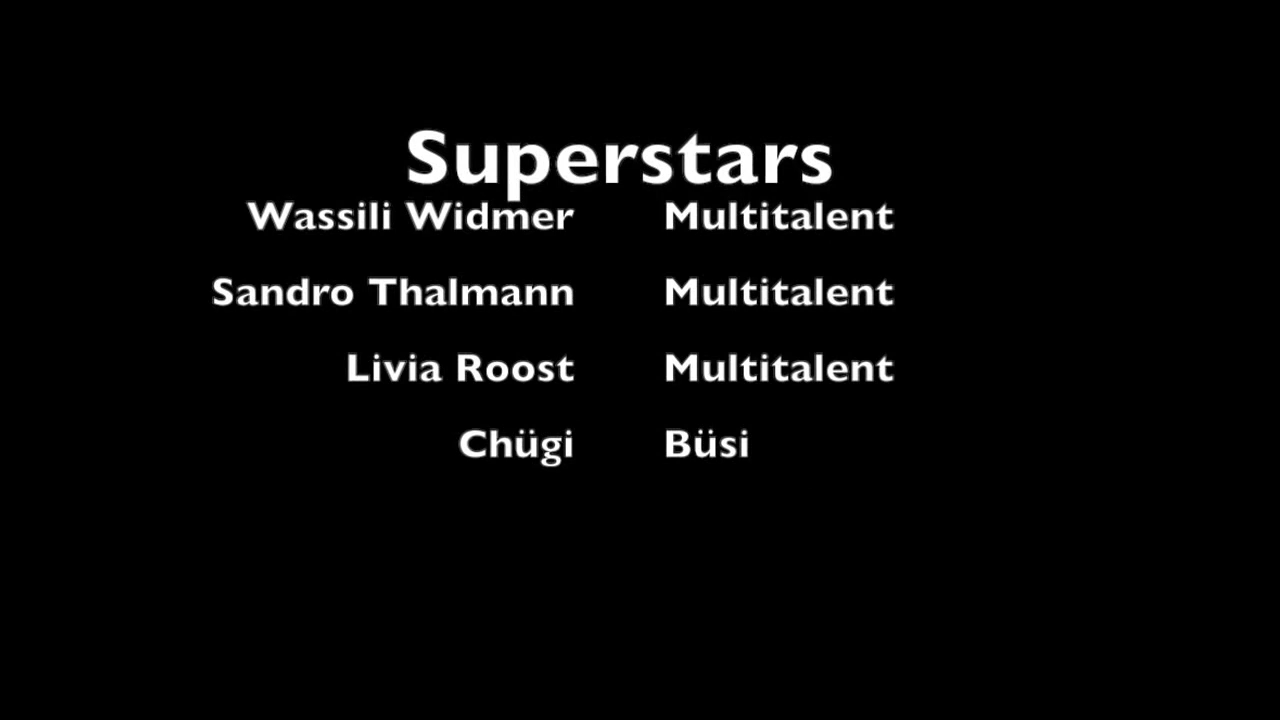 Superstars
Wassili Widmer Multitalent
Sandro Thalmann Multitalent
Livia Roost Multitalent
Chügi Büsi